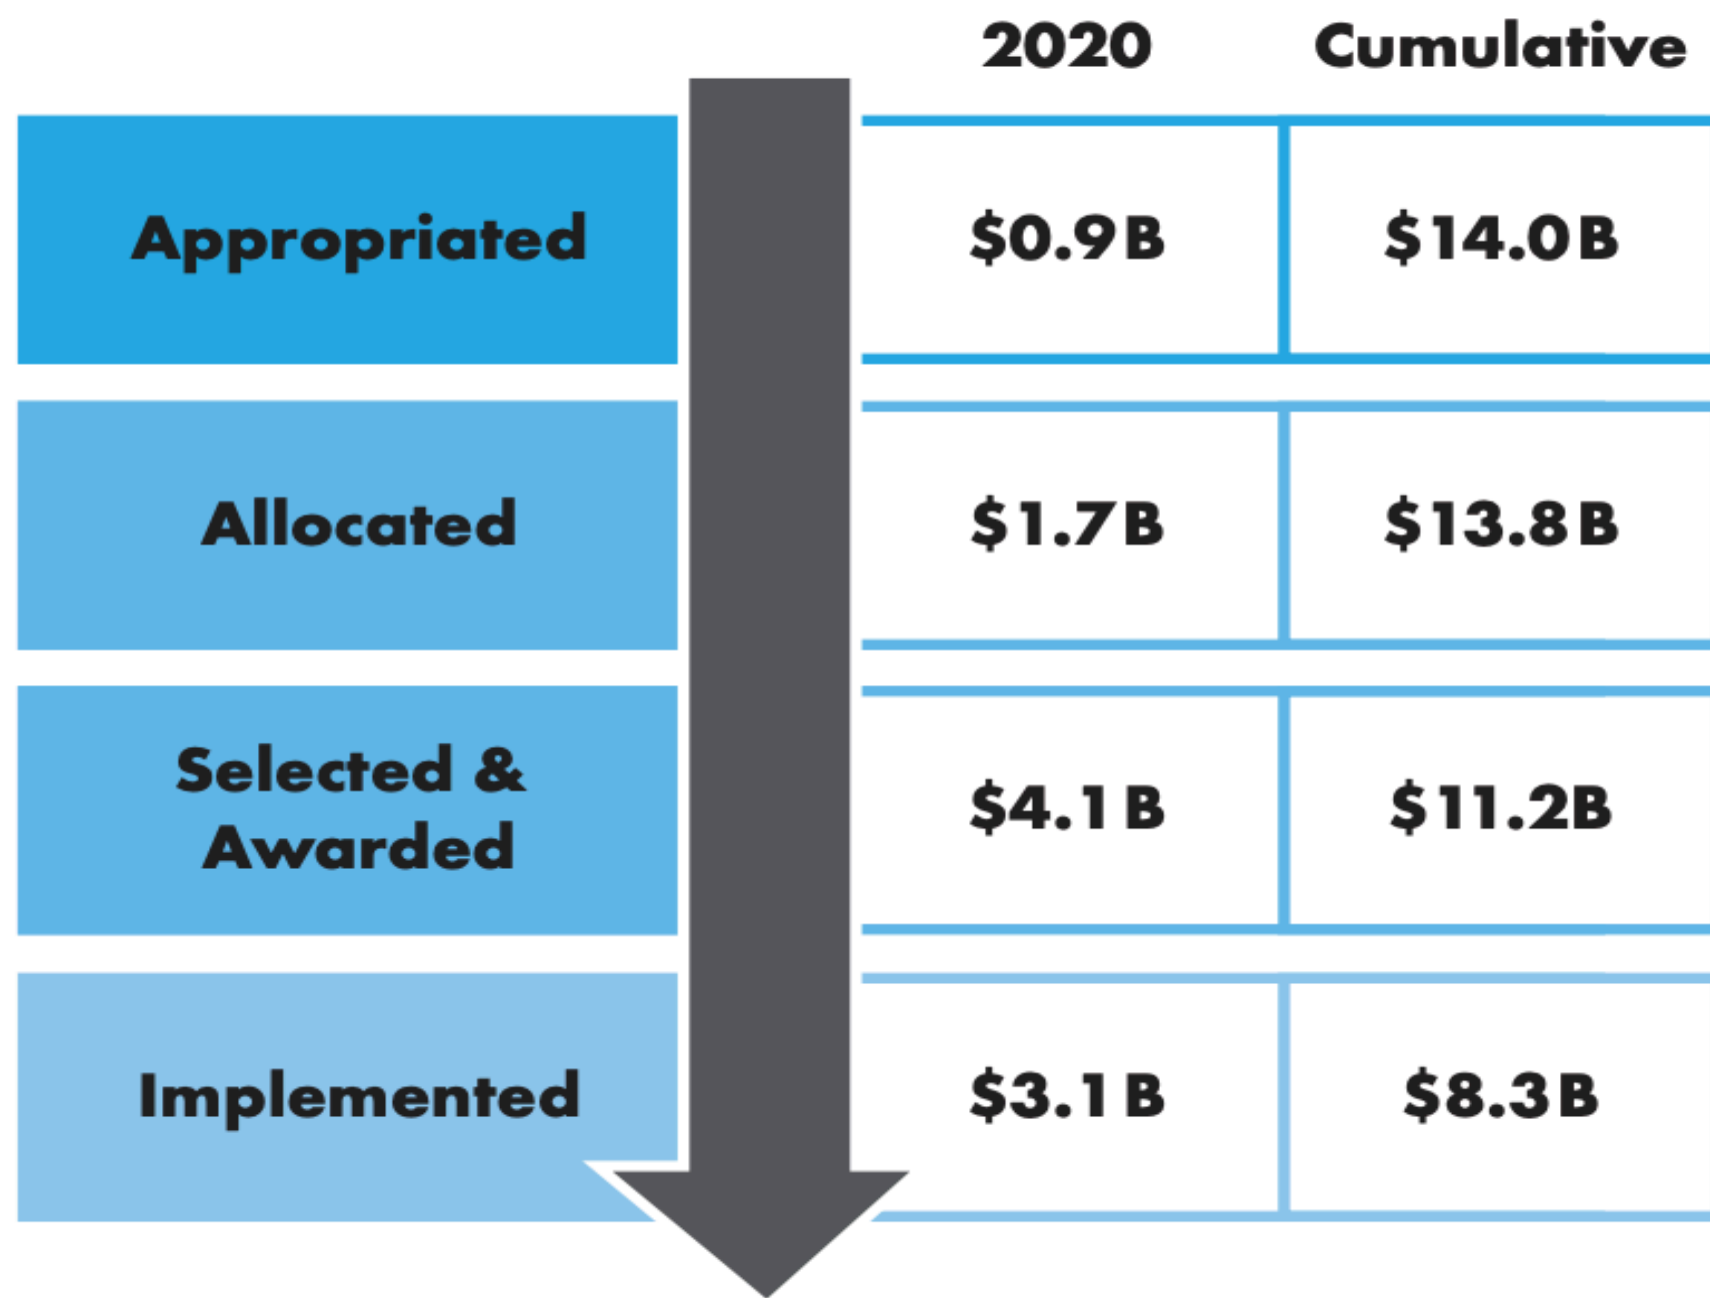 2020 Cumulative
Appropriated $0.9B $14.0B
Allocated $1.7B $13.8B
Selected &
Awarded
$4.1B $11.2B
Implemented $3.1B $8.3B